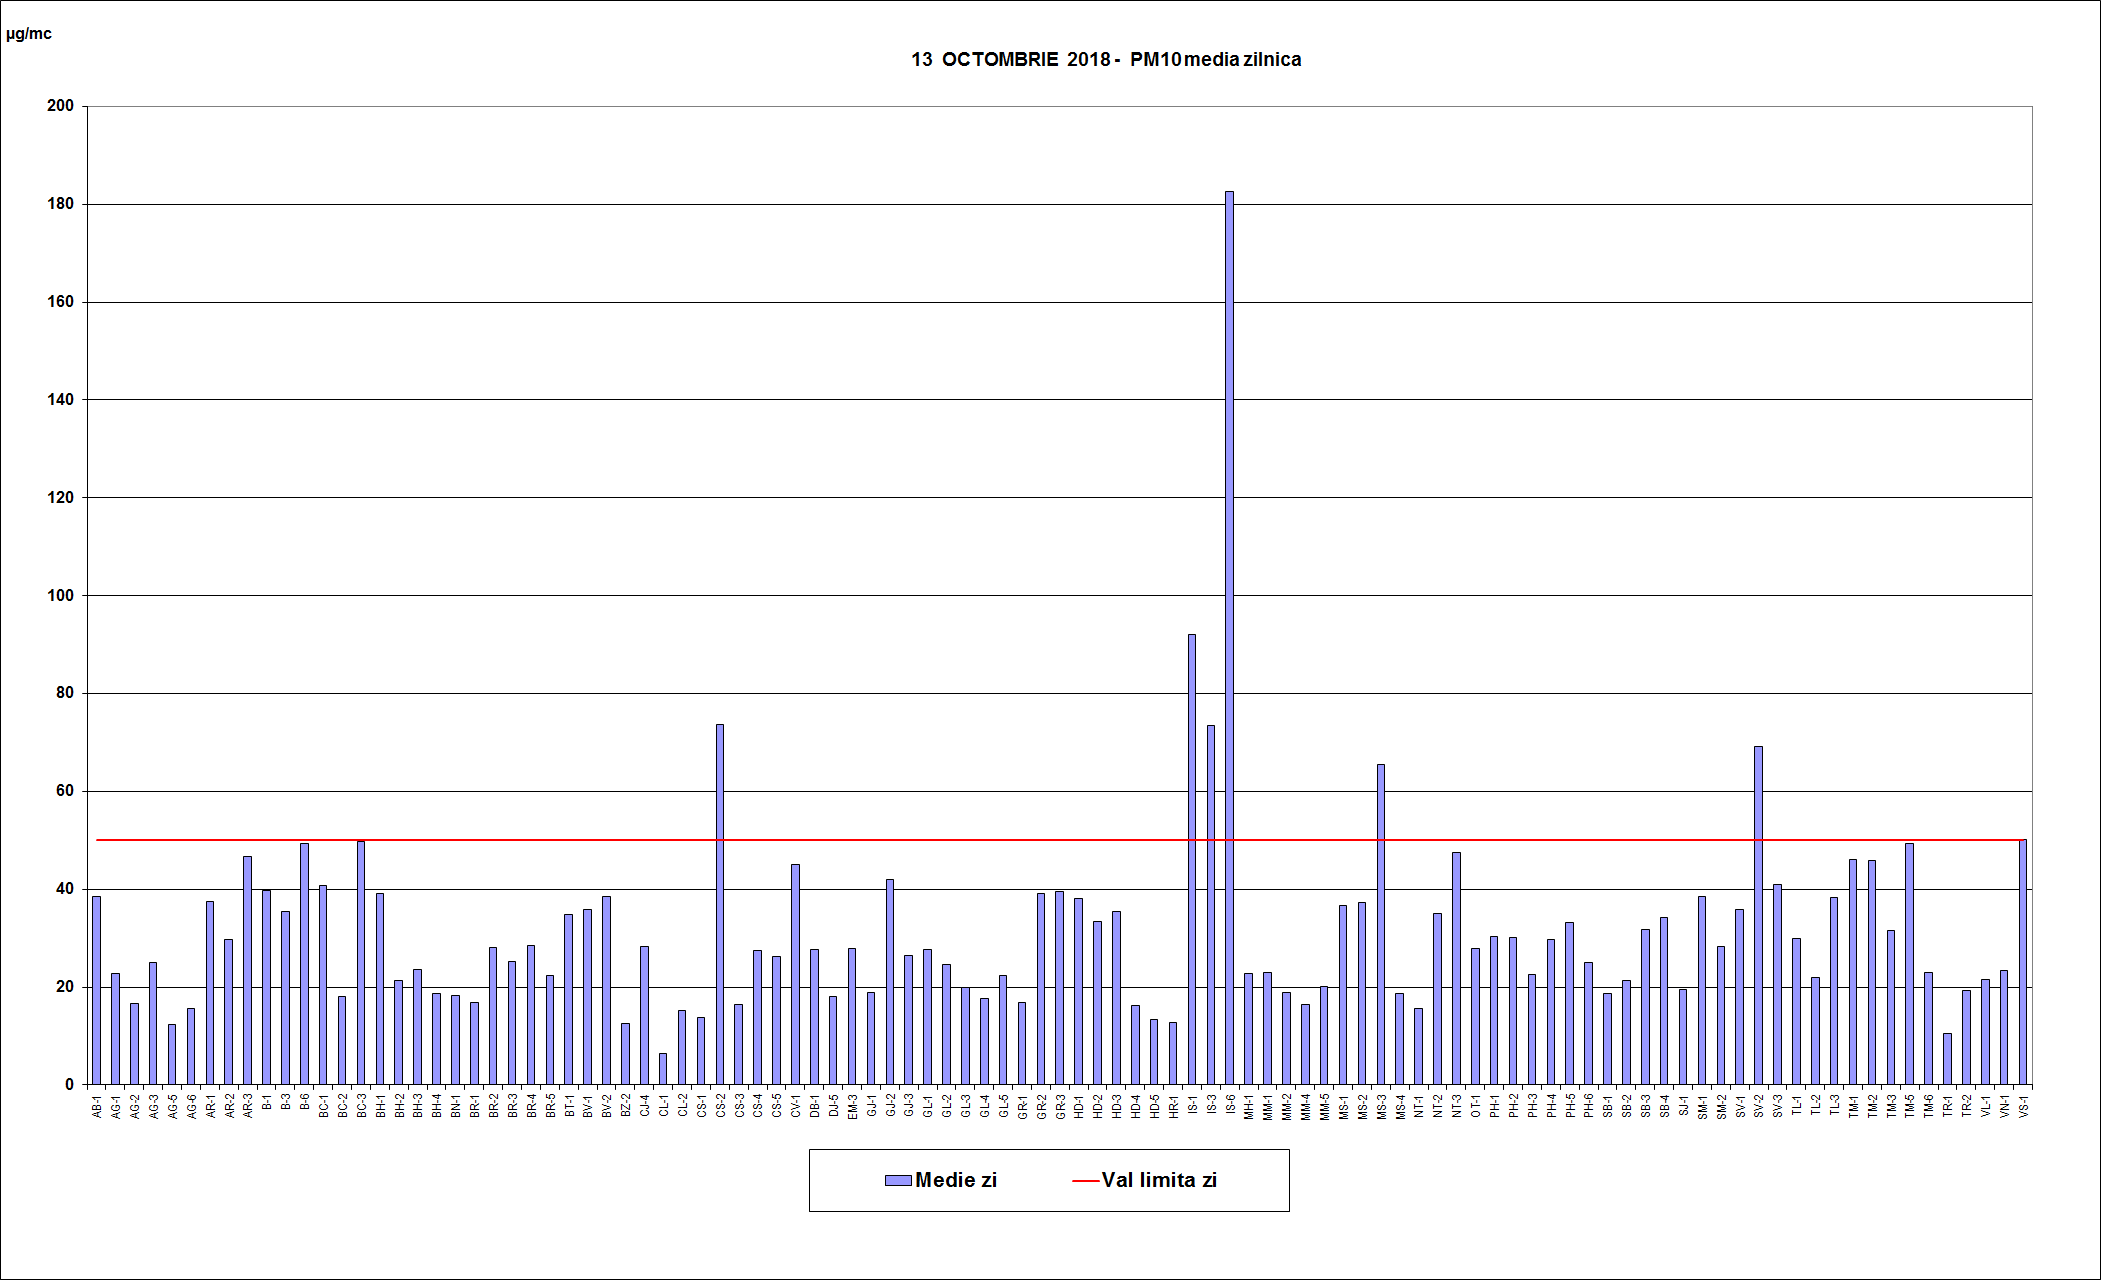 µg/mc
13 OCTOMBRIE 2018 - PM10 media zilnica
200
180
160
140
120
100
80
60
40
20
0
AB-1 AG-1 AG-2 AG-3 AG-5 AG-6 AR-1 AR-2 AR-3 B-1 B-3 B-6 BC-1 BC-2 BC-3 BH-1 BH-2 BH-3 BH-4 BN-1 BR-1 BR-2 BR-3 BR-4 BR-5 BT-1 BV-1 BV-2 BZ-2 CJ-4 CL-1 CL-2 CS-1 CS-2 CS-3 CS-4 CS-5 CV-1 DB-1 DJ-5 EM-3 GJ-1 GJ-2 GJ-3 GL-1 GL-2 GL-3 GL-4 GL-5 GR-1 GR-2 GR-3 HD-1 HD-2 HD-3 HD-4 HD-5 HR-1 IS-1 IS-3 IS-6 MH-1 MM-1 MM-2 MM-4 MM-5 MS-1 MS-2 MS-3 MS-4 NT-1 NT-2 NT-3 OT-1 PH-1 PH-2 PH-3 PH-4 PH-5 PH-6 SB-1 SB-2 SB-3 SB-4 SJ-1 SM-1 SM-2 SV-1 SV-2 SV-3 TL-1 TL-2 TL-3 TM-1 TM-2 TM-3 TM-5 TM-6 TR-1 TR-2 VL-1 VN-1 VS-1
Medie zi Val limita zi